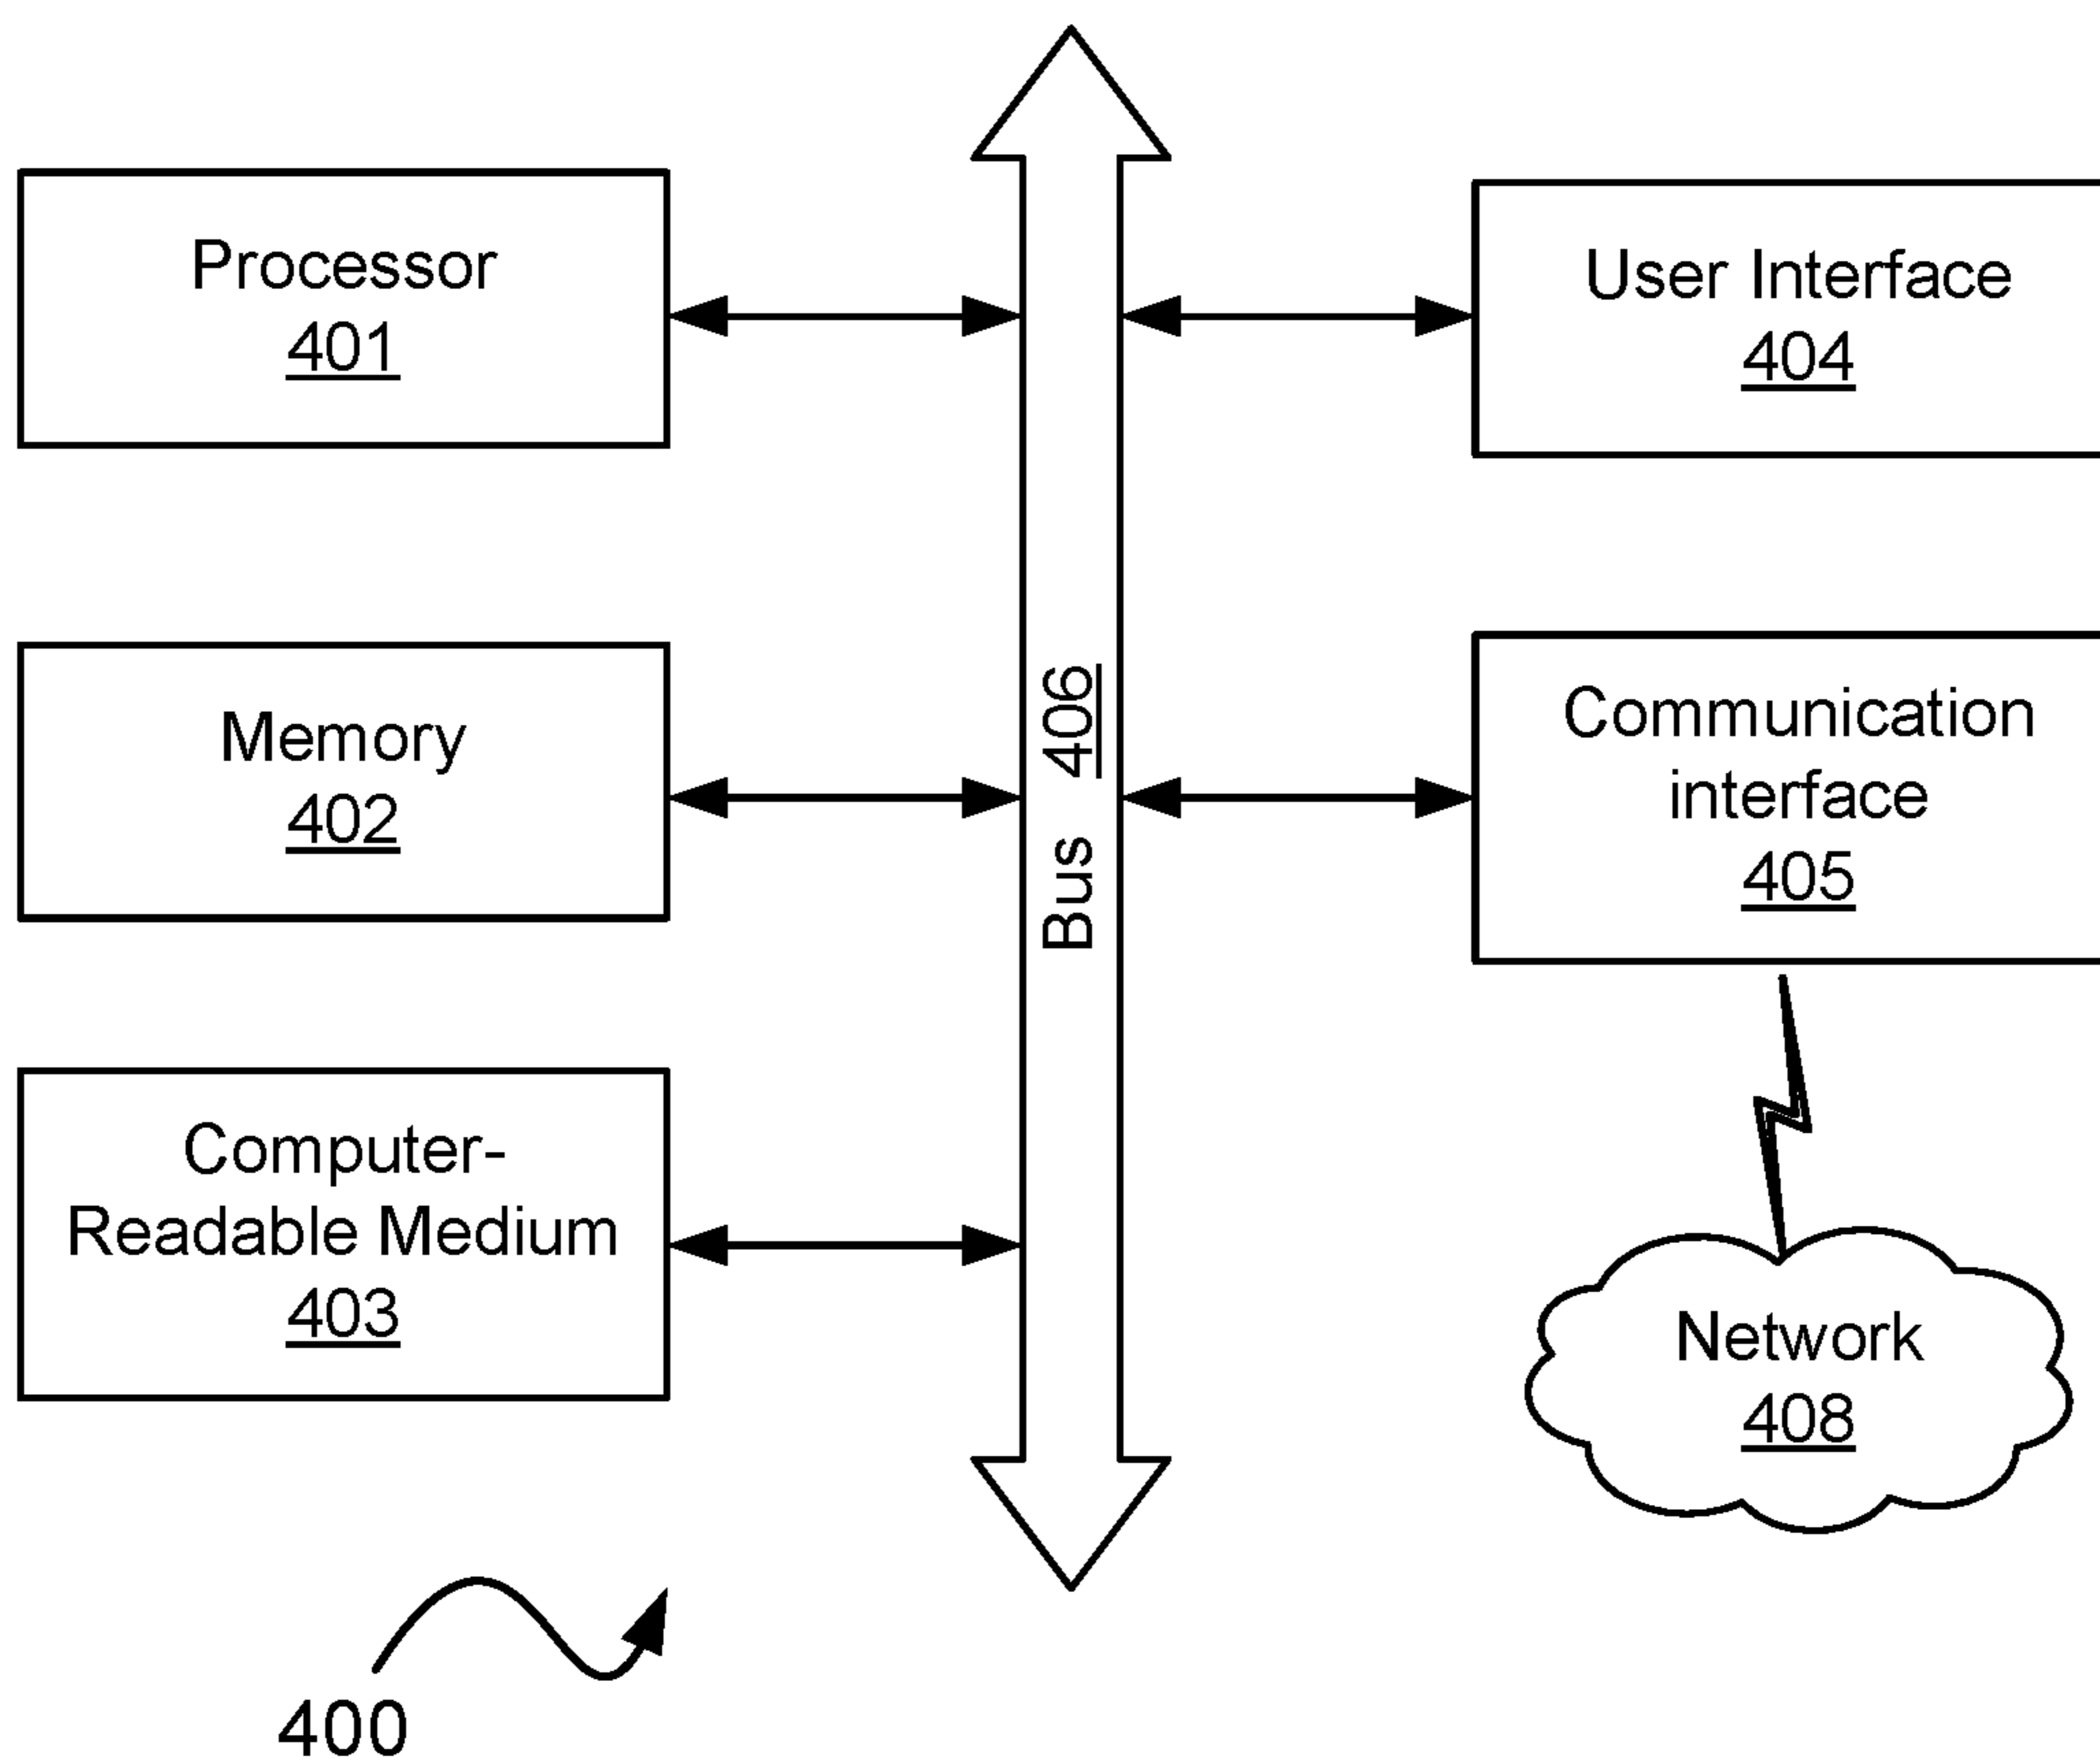 Processor
401
Memory
402
Computer-
Readable Medium
403
Bus 406
User Interface
404
Communication
interface
405
Network
408
400